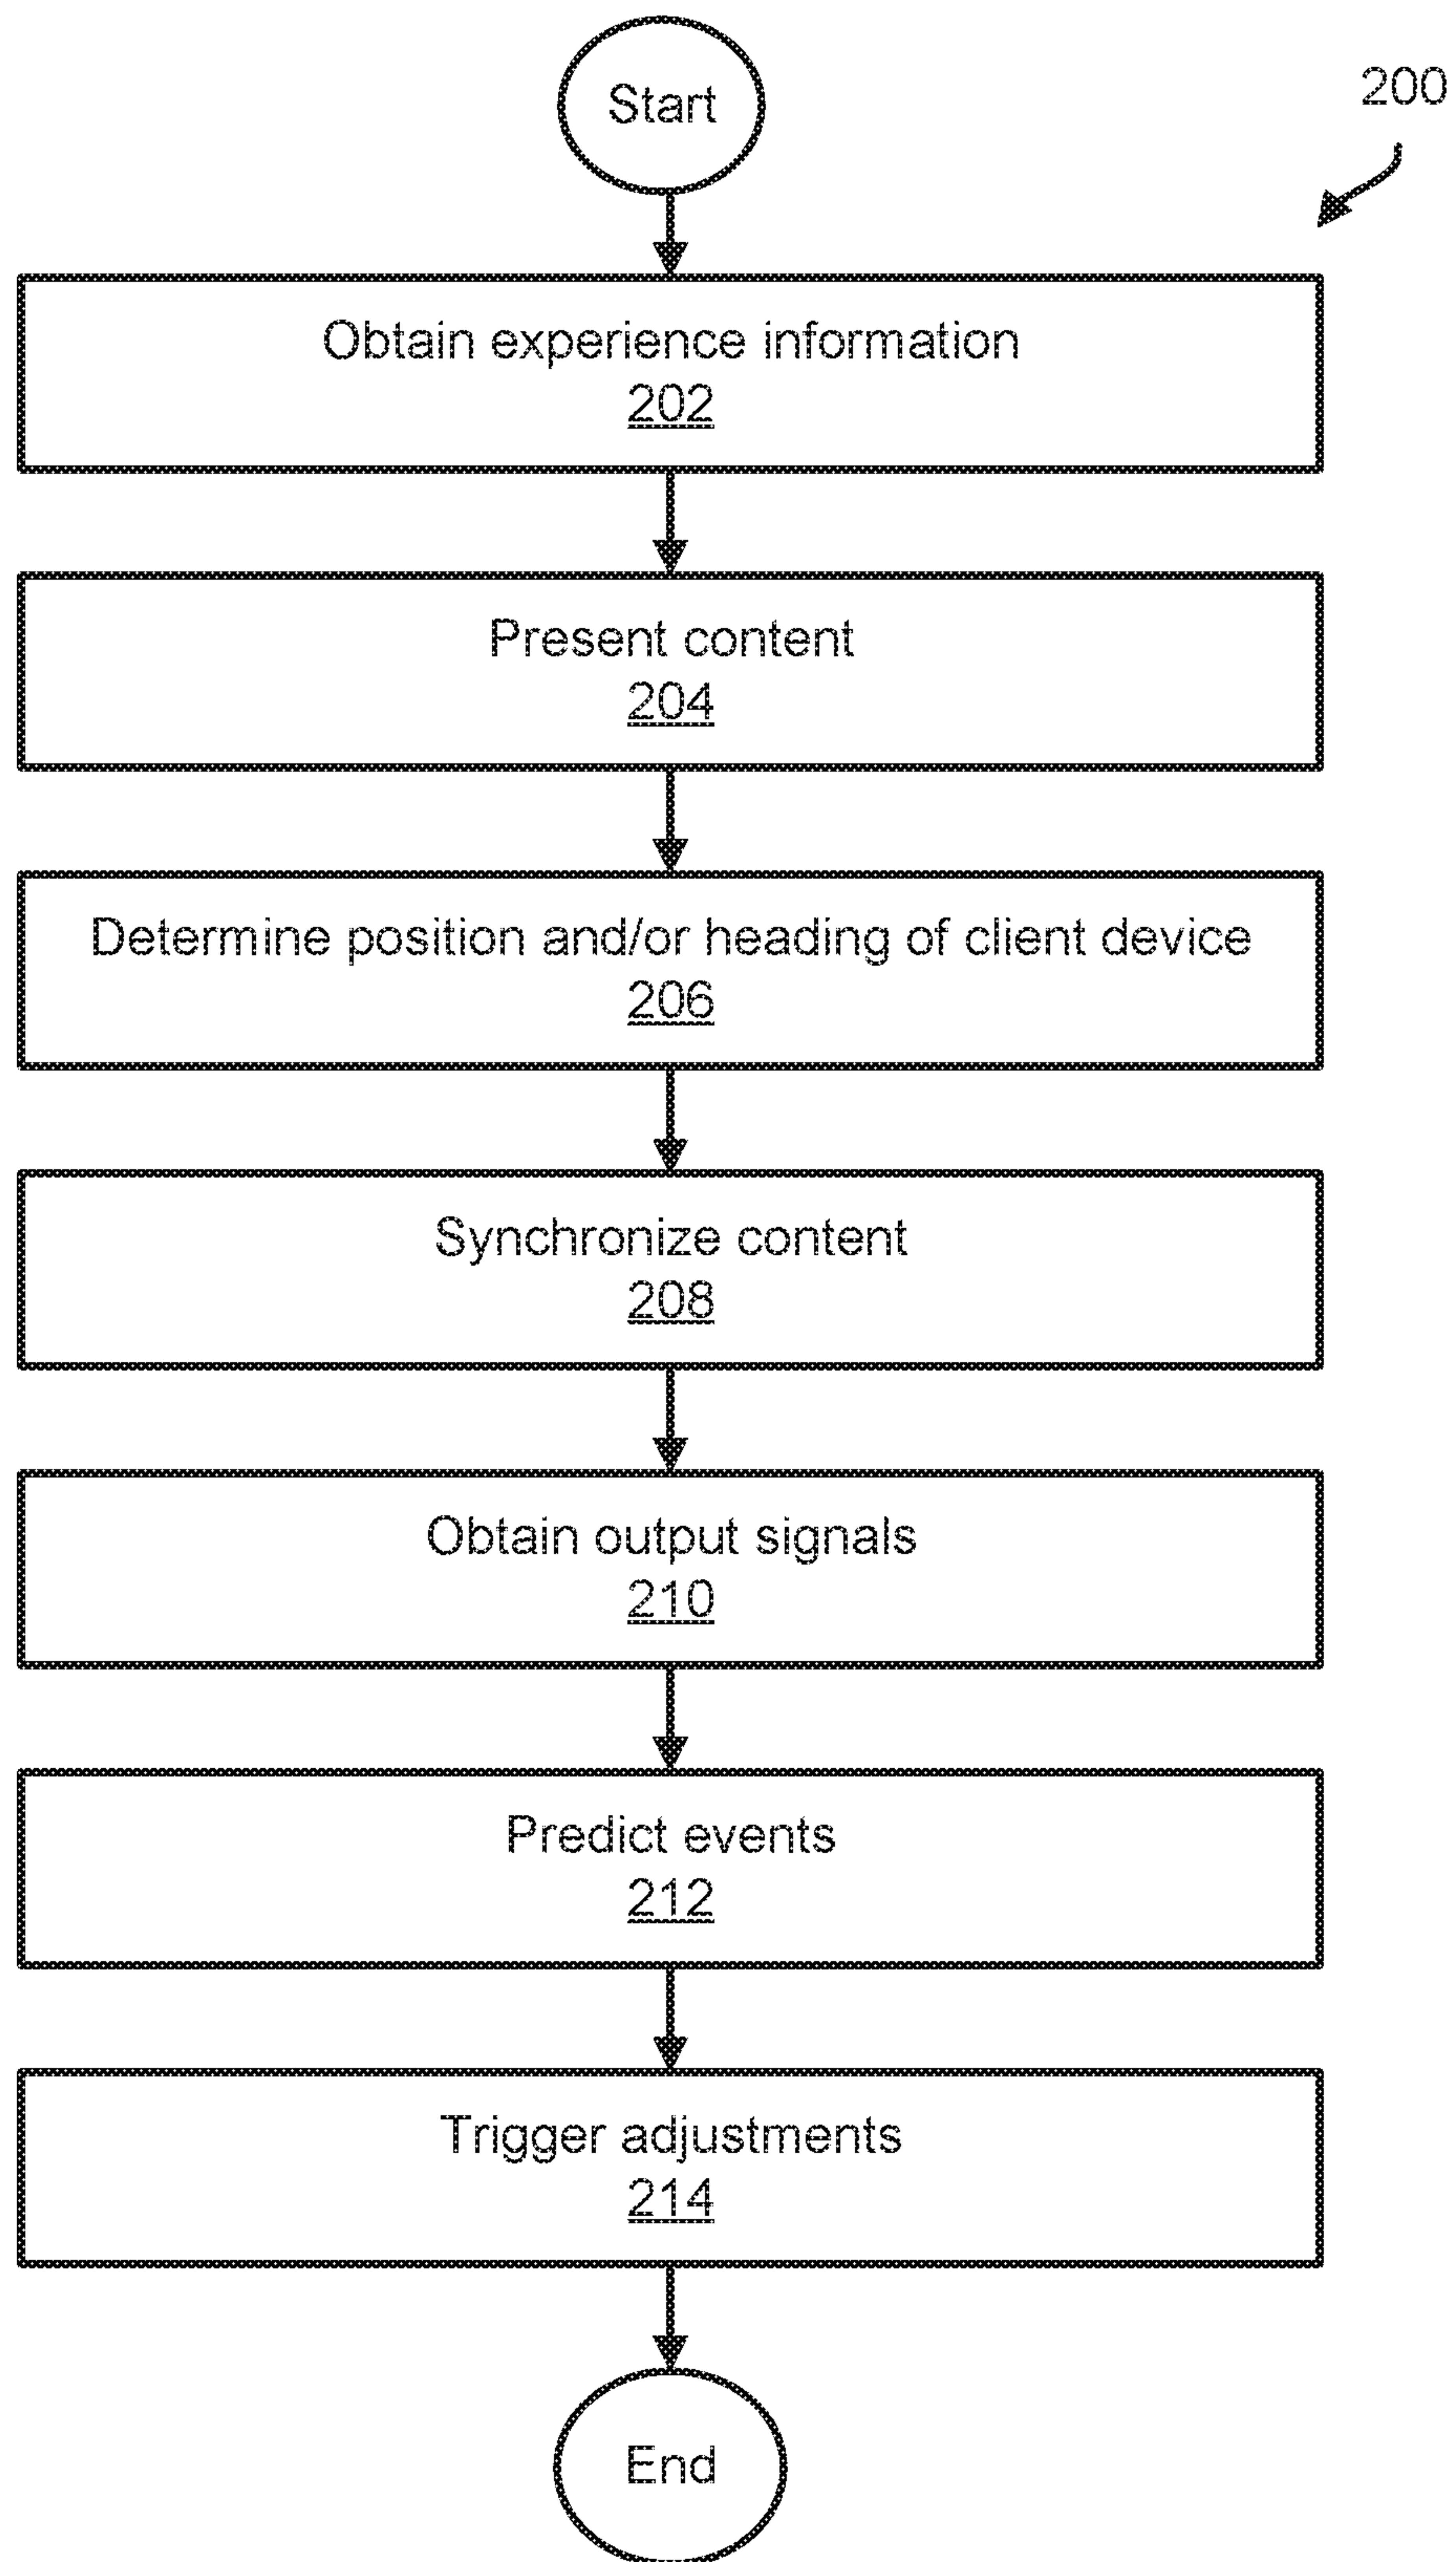 Start
200
Obtain experience information
202
Present content
204
Determine position and/or heading of client device
206
Synchronize content
208
Obtain output signals
210
Predict events
212
Trigger adjustments
214
End